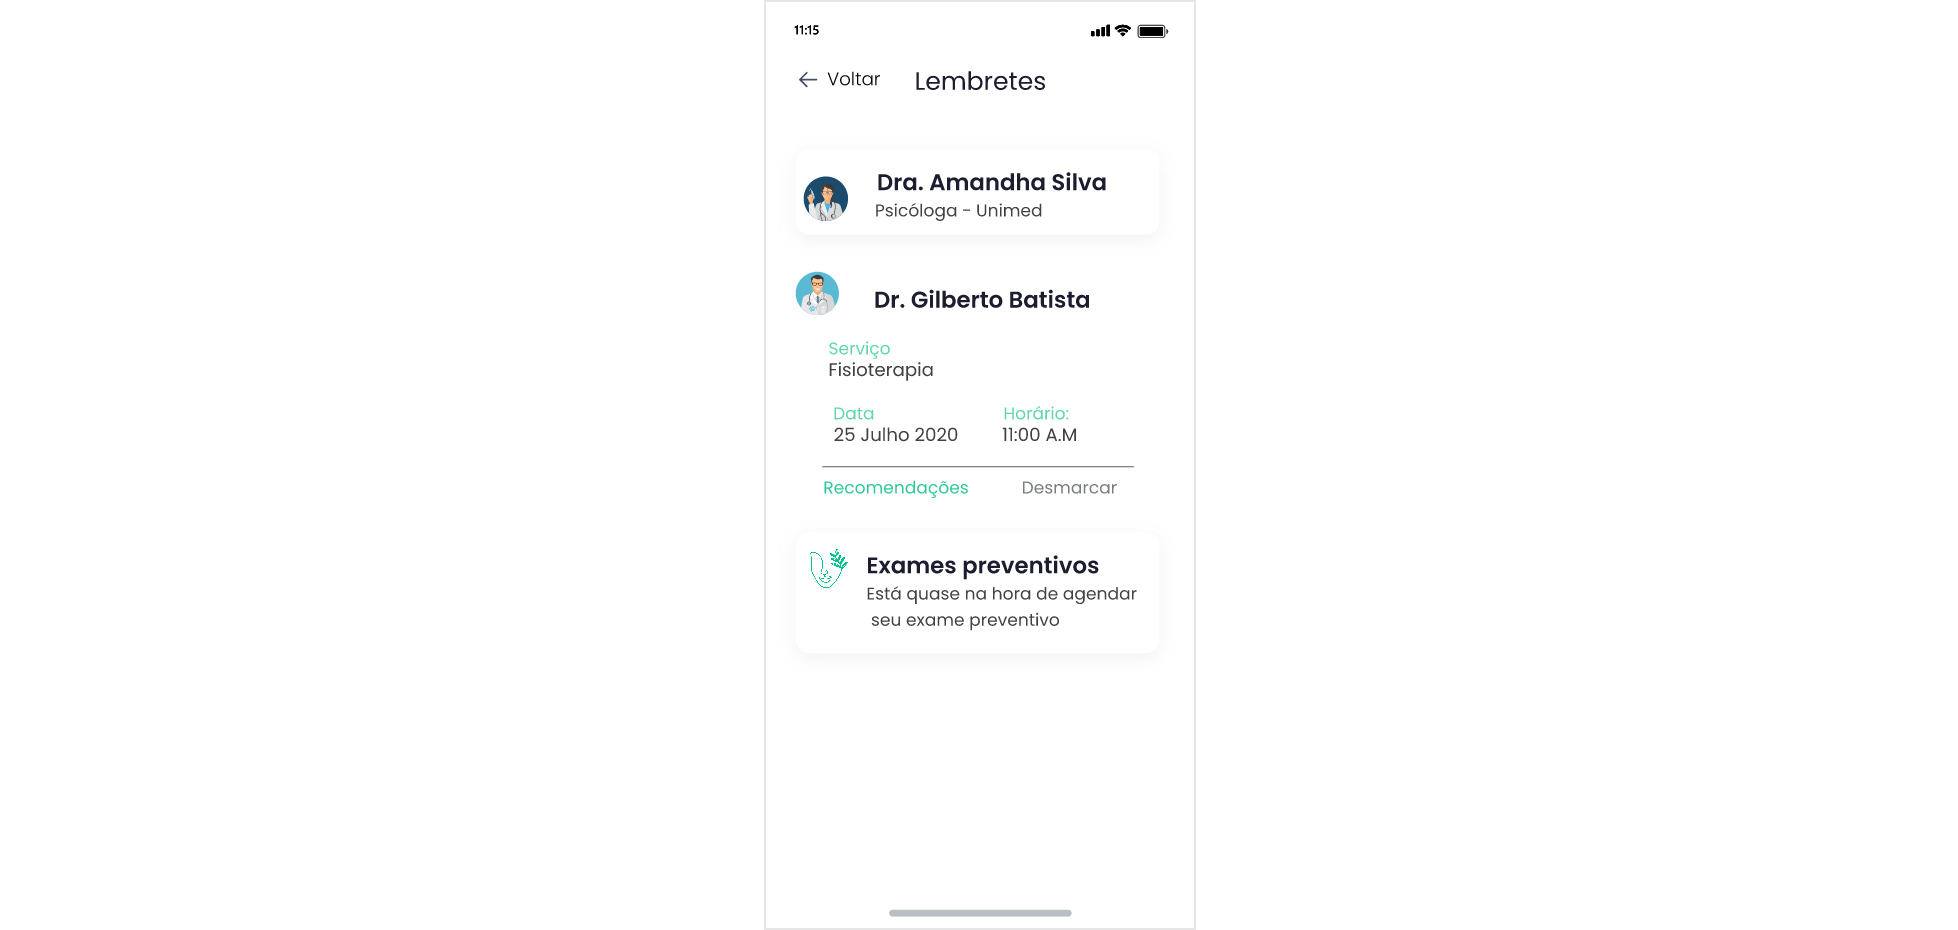 11:15
Voltar
Lembretes
Dra. Amandha Silva
Psicóloga - Unimed
Dr. Gilberto Batista
Serviço
Fisioterapia
Data
Horário:
25 Julho 2020
11:00 A.M
Recomendações
Desmarcar
Exames preventivos
Está quase na hora de agendar
seu exame preventivo